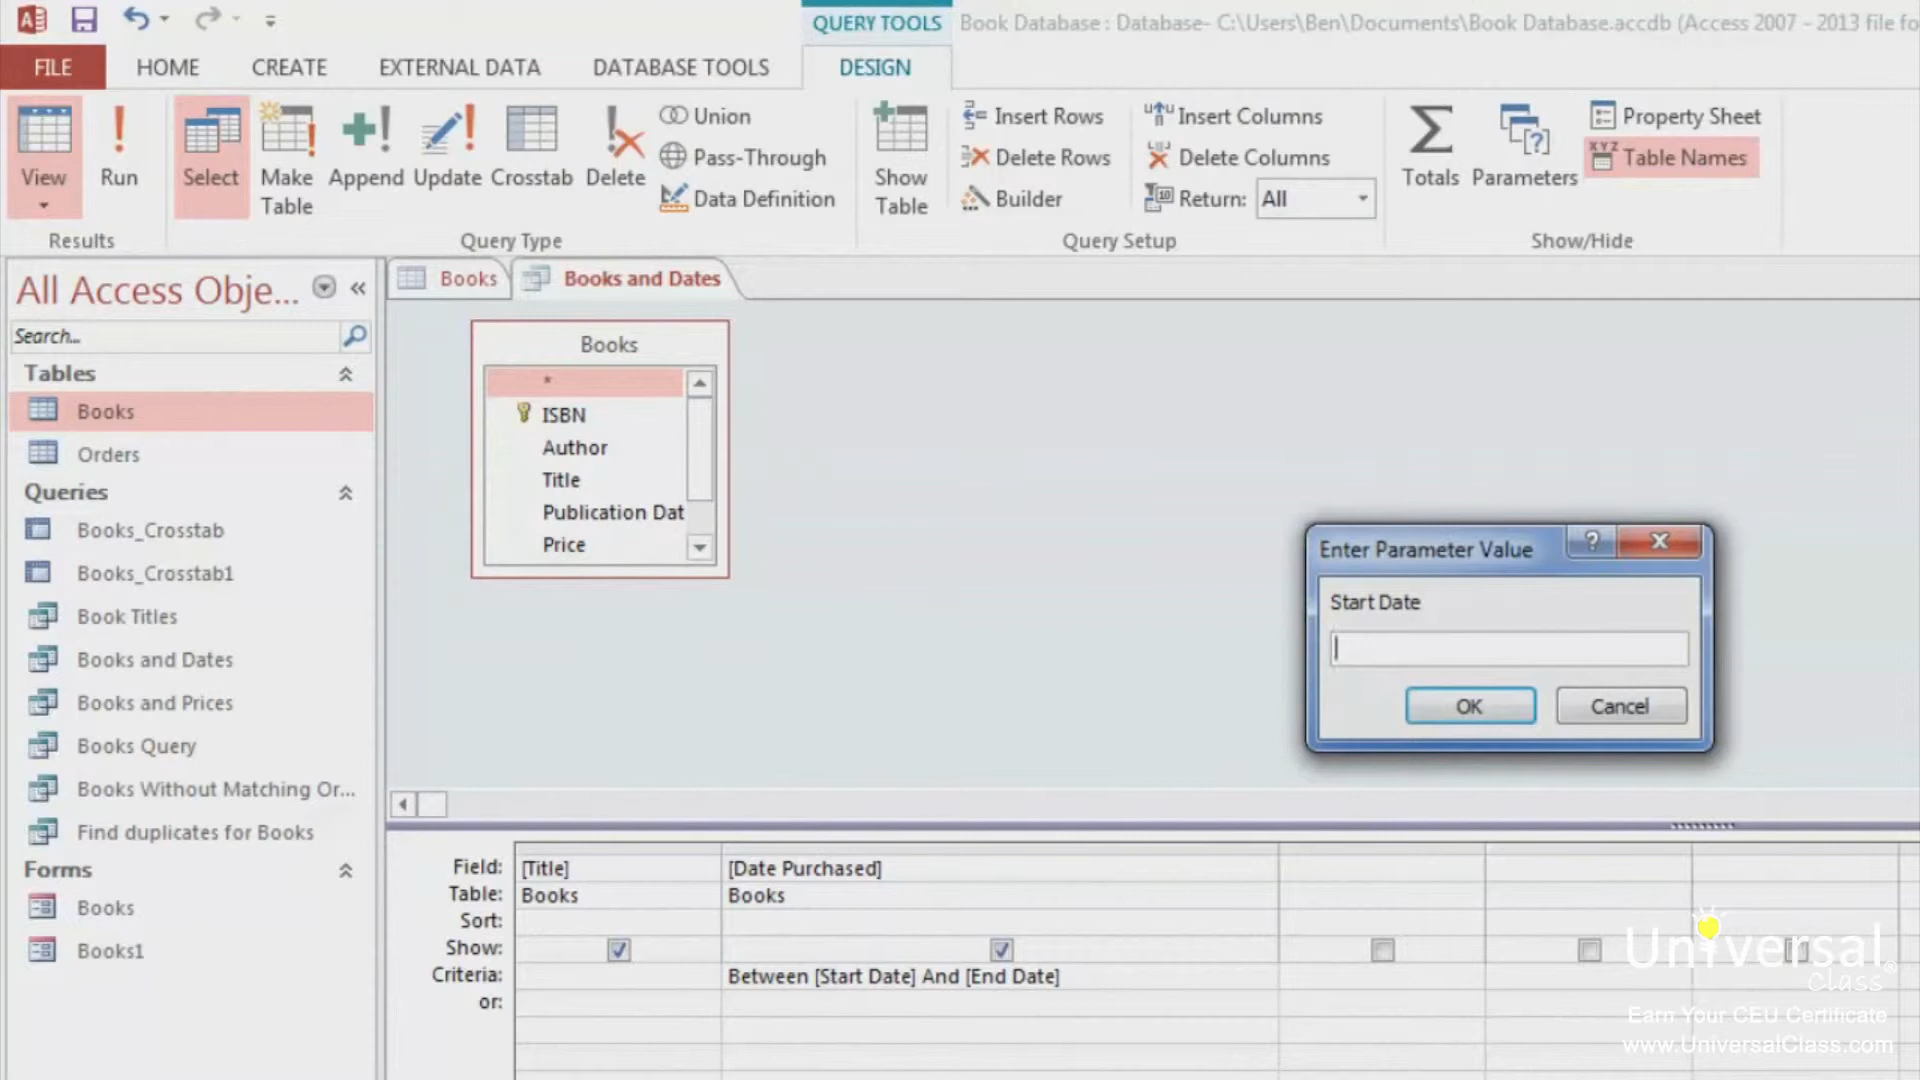 QUERY TOOLS
Book Database : Database- C:\Users\Ben\Documents\Book Database.accdb (Access 2007 - 2013 file fo
FILE
HOME
CREATE
EXTERNAL DATA
DATABASE TOOLS
DESIGN
View
Run
Select
Make Table
Append
Update
Crosstab
Delete
Union
Pass-Through
Data Definition
Show Table
Insert Rows
Delete Rows
Builder
Insert Columns
Delete Columns
Return: All
Totals
Parameters
Property Sheet
XYZ Table Names
Results
Query Type
Query Setup
Show/Hide
All Access Obje...
Search...
Tables
Books
Orders
Queries
Books_Crosstab
Books_Crosstab1
Book Titles
Books and Dates
Books and Prices
Books Query
Books Without Matching Or...
Find duplicates for Books
Forms
Books
Books1
Books
Books and Dates
Books
*
ISBN
Author
Title
Publication Dat
Price
Enter Parameter Value
?
Start Date
OK
Cancel
Field: [Title] [Date Purchased]
Table: Books Books
Sort:
Show:
Criteria: Between [Start Date] And [End Date]
or:
Universal
Class®
Earn Your CEU Certificate
www.UniversalClass.com